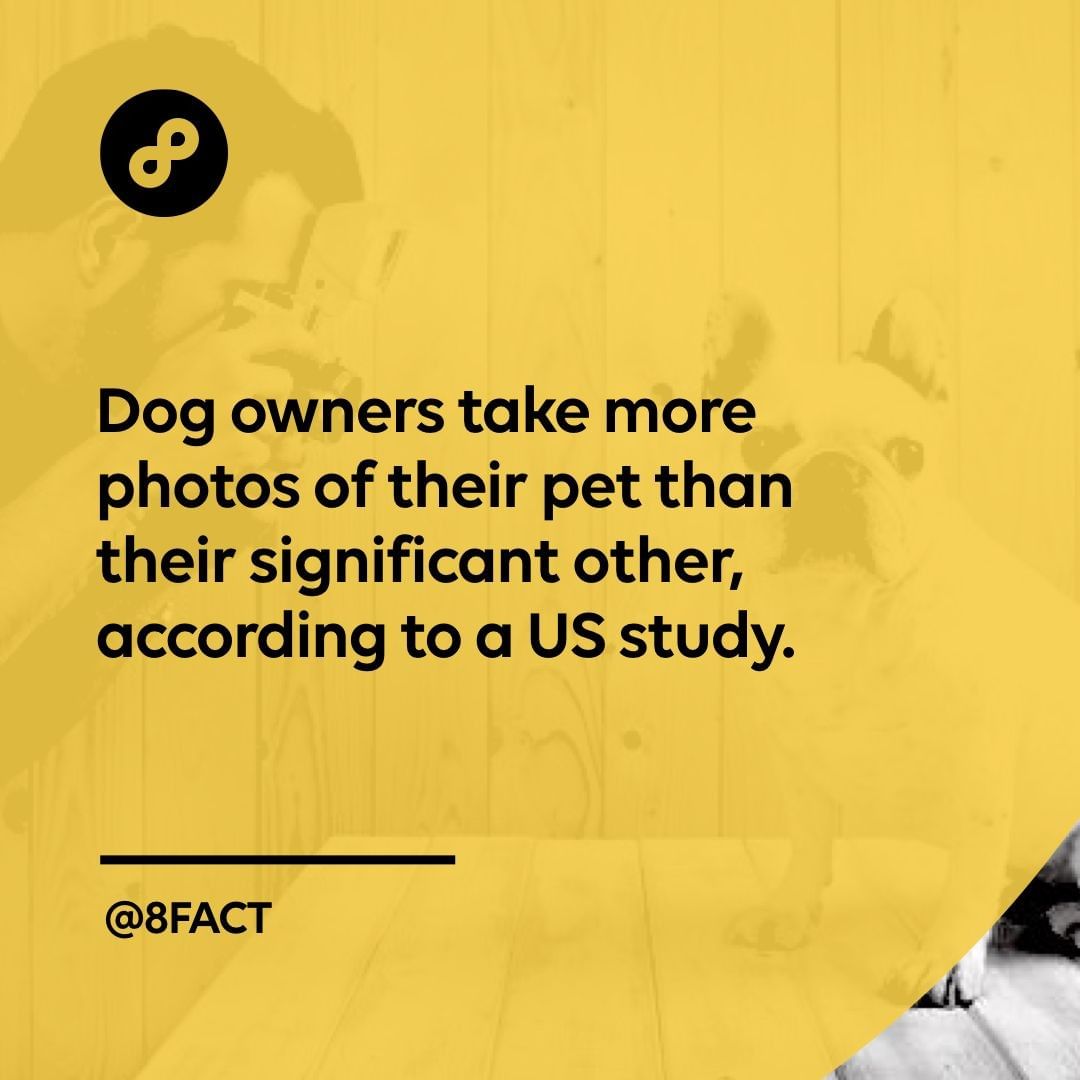 Dog owners take more
photos of their pet than
their significant other,
according to a US study.
@8FACT